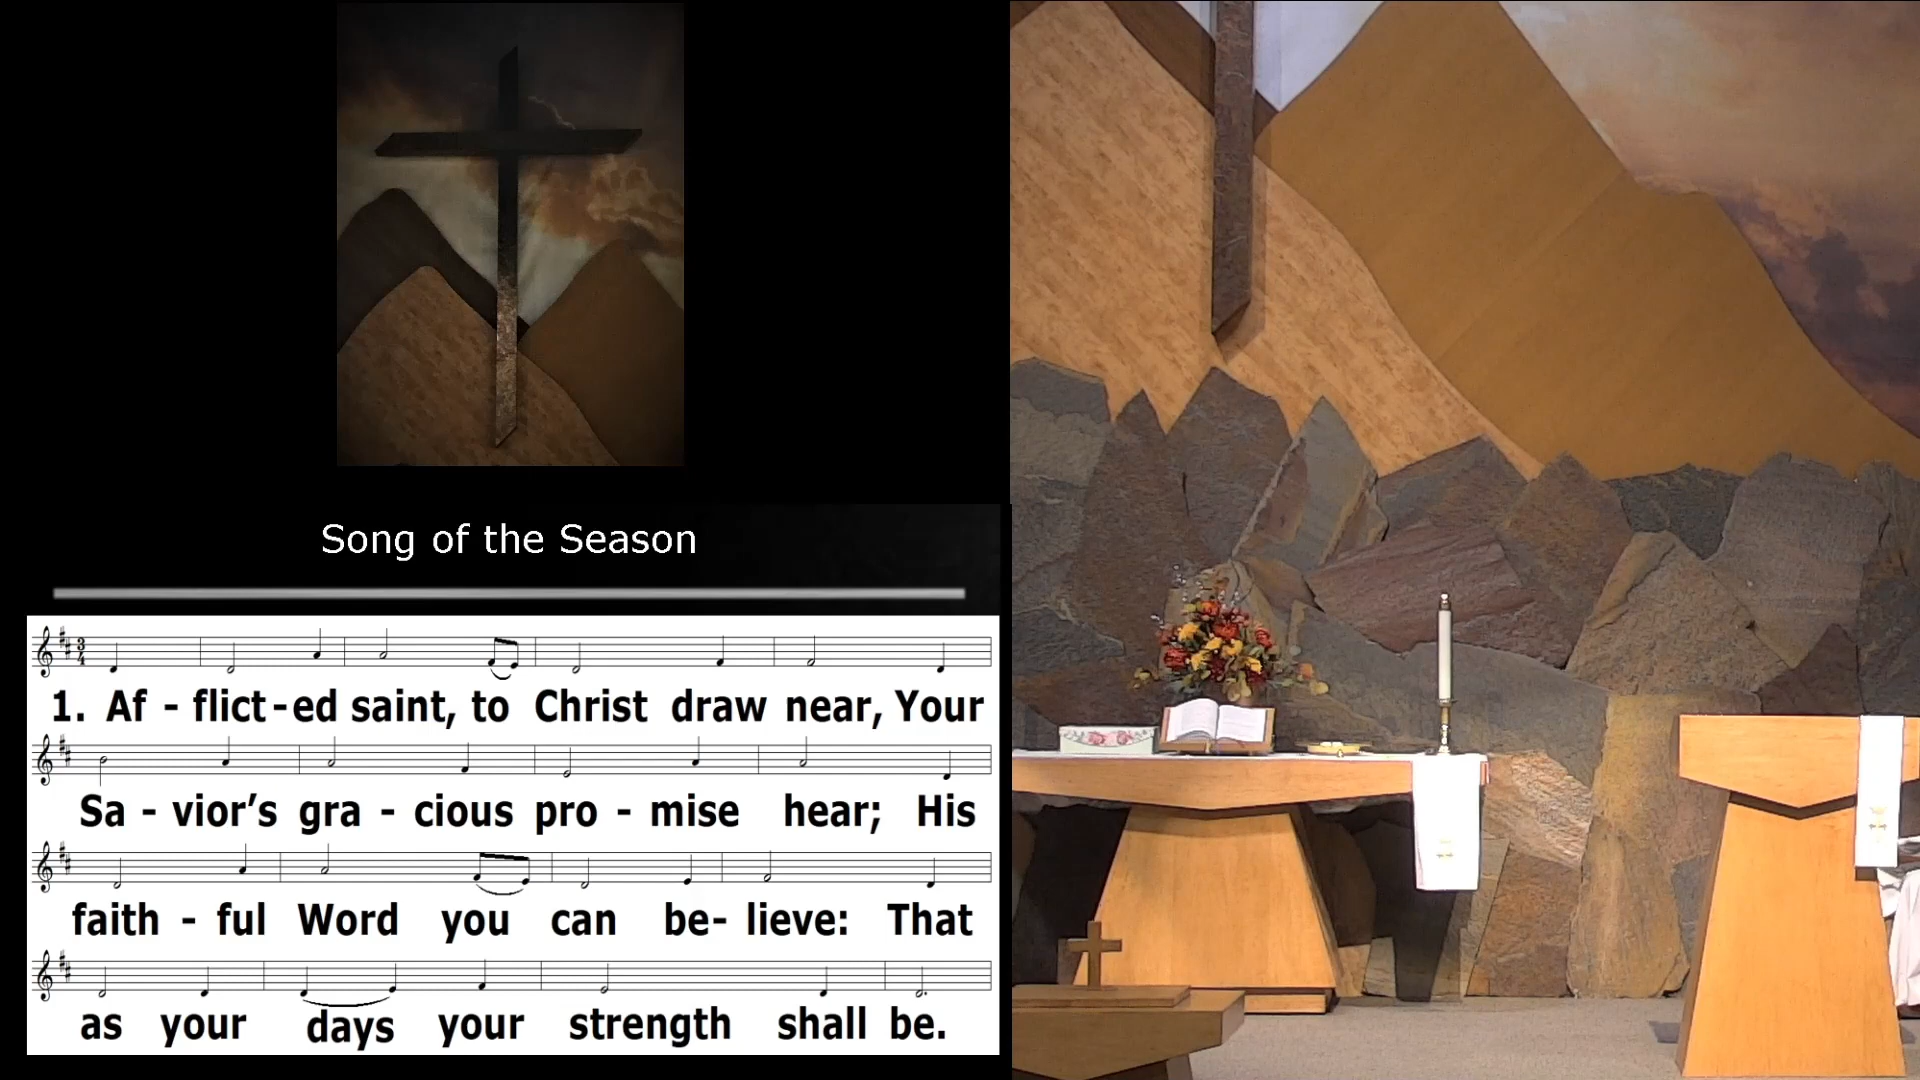 Song of the Season
1. Af - flict - ed saint, to Christ draw near, Your
Sa - vior's gra - cious pro - mise hear; His
faith - ful Word you can be - lieve: That
as your days your strength shall be.